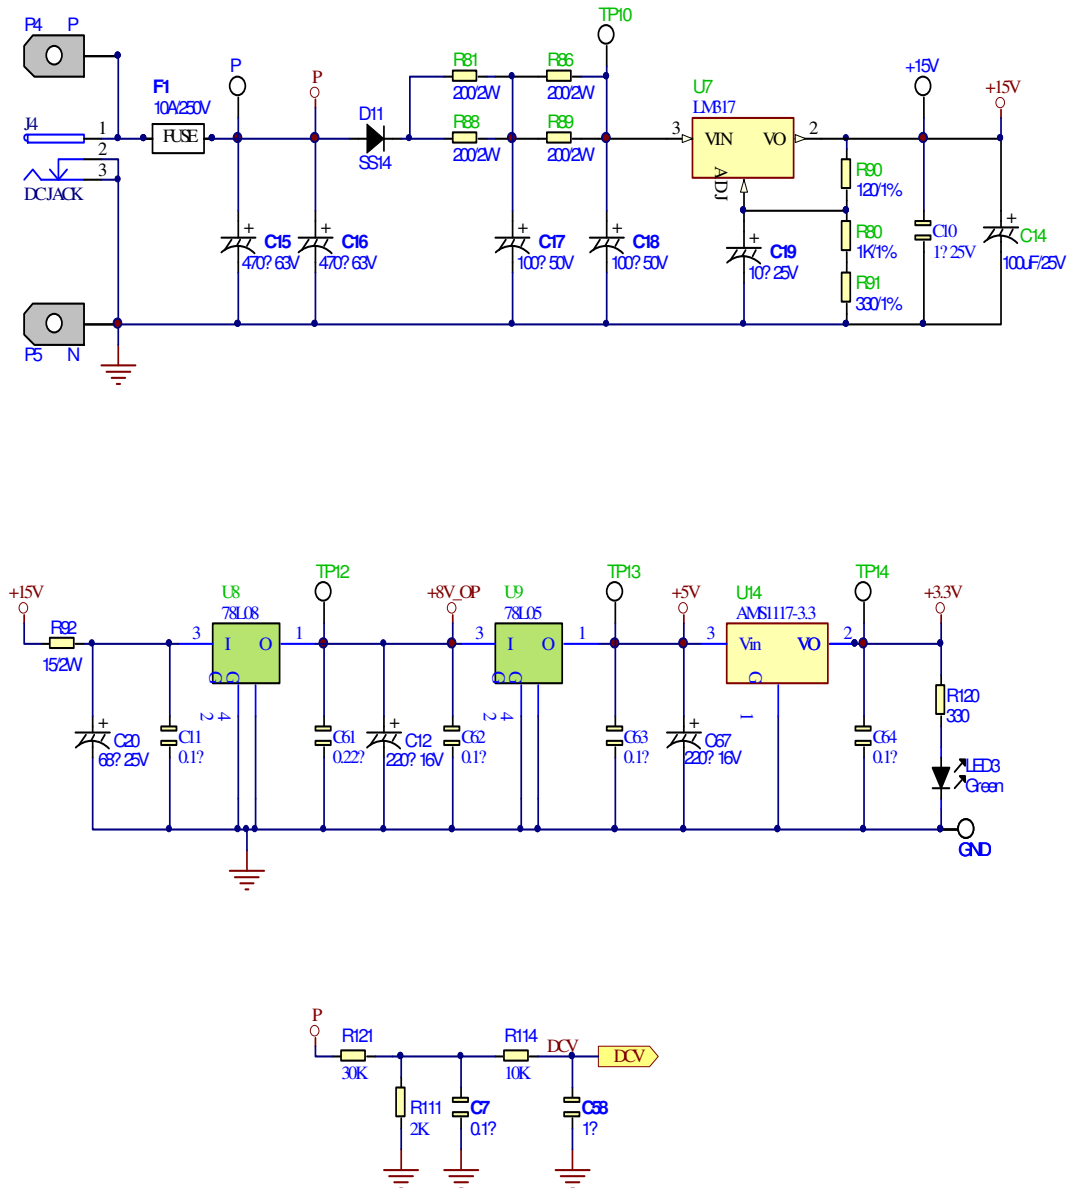 P4 P
TP10
F1
10A/250V
P
P
R81
200/2W
R86
200/2W
U7
LM317
+15V
+15V
J4
1
2
3
DCJACK
FUSE
D11
SS14
R88
200/2W
R89
200/2W
3
VIN
VO
ADJ
2
R90
120/1%
C15
470? 63V
C16
470? 63V
C17
100? 50V
C18
100? 50V
C19
10? 25V
R80
1K/1%
R91
330/1%
C10
1? 25V
C14
100uF/25V
P5 N
+15V
R92
15/2W
U8
78L08
3
I
O
1
G
G
2
4
TP12
+8V_OP
U9
78L05
3
I
O
1
G
G
2
4
TP13
+5V
U14
AMS1117-3.3
3
Vin
VO
2
G
1
TP14
+3.3V
R120
330
C20
68? 25V
C11
0.1?
C61
0.22?
C12
220? 16V
C62
0.1?
C63
0.1?
C67
220? 16V
C64
0.1?
LED3
Green
GND
P
R121
30K
R114
10K
DCV
DCV
R111
2K
C7
0.1?
C58
1?